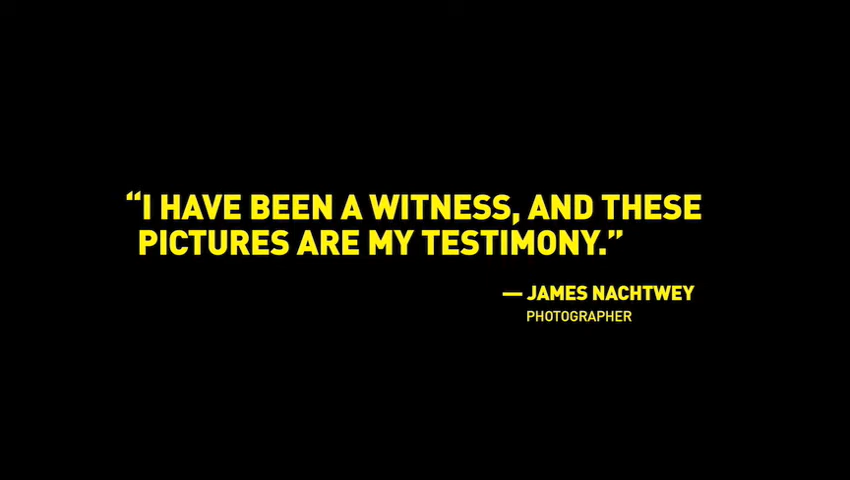 “I HAVE BEEN A WITNESS, AND THESE
PICTURES ARE MY TESTIMONY.”
— JAMES NACHTWEY
PHOTOGRAPHER